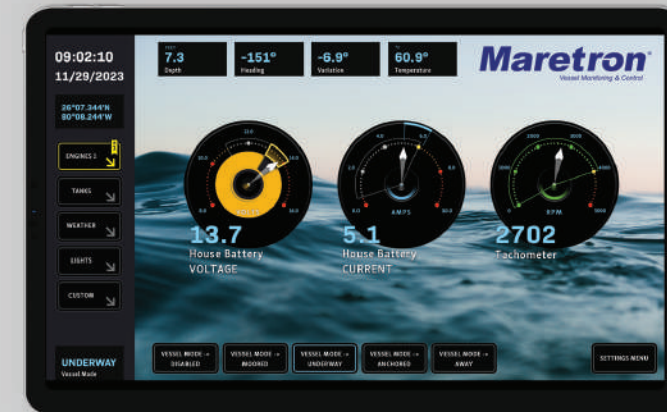 09:02:10
11/29/2023
26°07.344'N
80°08.244'W
ENGINES 1
TANKS
WEATHER
LIGHTS
CUSTOM
UNDERWAY
Vessel Mode
FEET
7.3
Depth
-151°
Heading
-6.9°
Variation
°F
60.9°
Temperature
Maretron
Vessel Monitoring & Control
VOLTS
13.7
House Battery
VOLTAGE
AMPS
5.1
House Battery
CURRENT
RPM
2702
Tachometer
VESSEL MODE ->
DISABLED
VESSEL MODE ->
MOORED
VESSEL MODE ->
UNDERWAY
VESSEL MODE ->
ANCHORED
VESSEL MODE ->
AWAY
SETTINGS MENU